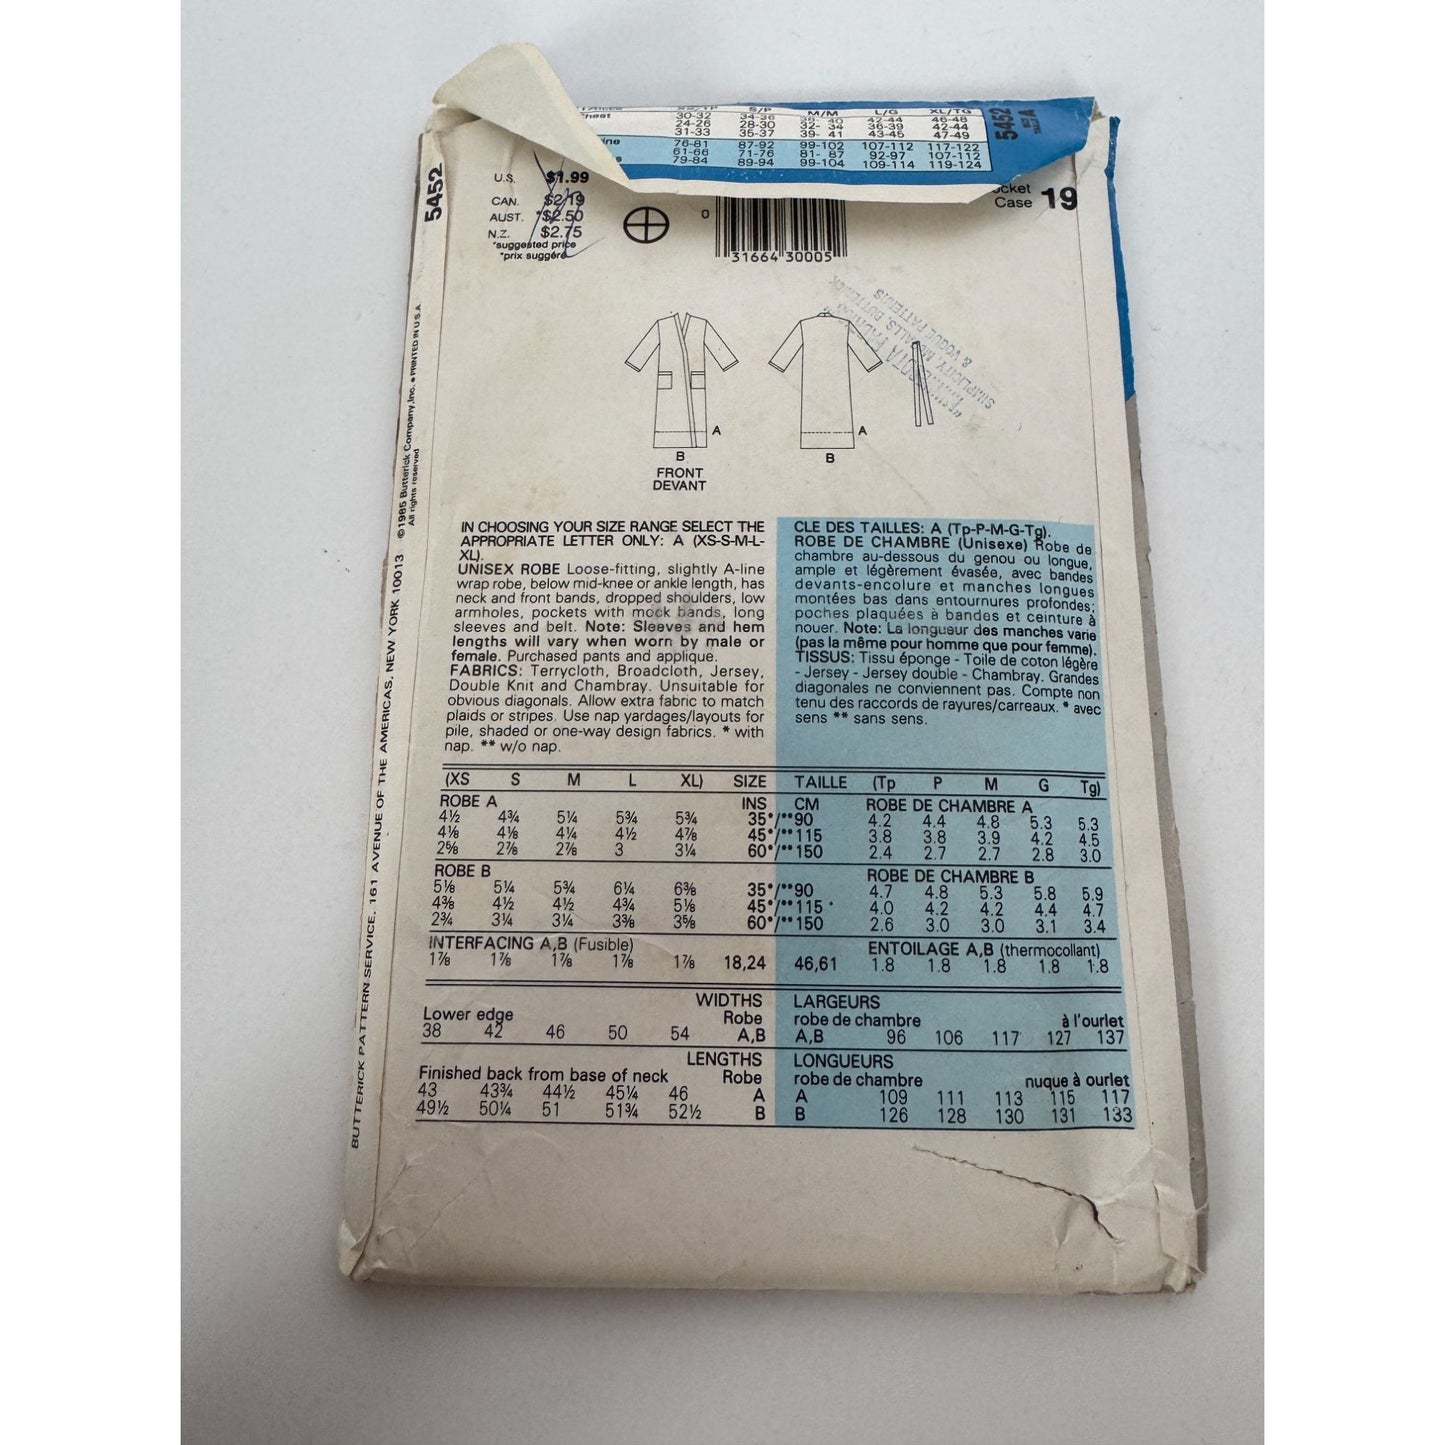 XS/TP S/P M/M L/G XL/TG
30-32 34-36 38- 40 42-44 46-48
24-26 28-30 32- 34 36-39 42-44
31-33 35-37 39- 41 43-45 47-49
76-81 87-92 99-102 107-112 117-122
61-66 71-76 81- 87 92-97 107-112
79-84 89-94 99-104 109-114 119-124
5452
A
5452
U.S. $1.99
CAN. $2.19
AUST. *$2.50
N.Z. $2.75
*suggested price
*prix suggéré
0
31664 30005
Case 19
SIMPLICITY, McCALLS, BUTTERICK
& VOGUE PATTERNS
A
B
FRONT
DEVANT
A
B
©1985 Butterick Company, Inc. • PRINTED IN U.S.A
All rights reserved
BUTTERICK PATTERN SERVICE. 161 AVENUE OF THE AMERICAS, NEW YORK 10013
IN CHOOSING YOUR SIZE RANGE SELECT THE
APPROPRIATE LETTER ONLY: A (XS-S-M-L-
XL).
UNISEX ROBE Loose-fitting, slightly A-line
wrap robe, below mid-knee or ankle length, has
neck and front bands, dropped shoulders, low
armholes, pockets with mock bands, long
sleeves and belt. Note: Sleeves and hem
lengths will vary when worn by male or
female. Purchased pants and applique.
FABRICS: Terrycloth, Broadcloth, Jersey,
Double Knit and Chambray. Unsuitable for
obvious diagonals. Allow extra fabric to match
plaids or stripes. Use nap yardages/layouts for
pile, shaded or one-way design fabrics. * with
nap. ** w/o nap.
CLE DES TAILLES: A (Tp-P-M-G-Tg).
ROBE DE CHAMBRE (Unisexe) Robe de
chambre au-dessous du genou ou longue,
ample et légèrement évasée, avec bandes
devants-encolure et manches longues
montées bas dans entournures profondes;
poches plaquées à bandes et ceinture à
nouer. Note: La longueur des manches varie
(pas la même pour homme que pour femme).
TISSUS: Tissu éponge - Toile de coton légère
- Jersey - Jersey double - Chambray. Grandes
diagonales ne conviennent pas. Compte non
tenu des raccords de rayures/carreaux. * avec
sens ** sans sens.
(XS S M L XL) SIZE TAILLE (Tp P M G Tg)
ROBE A INS CM ROBE DE CHAMBRE A
4½ 4¾ 5¼ 5¾ 5¾ 35*/**90 4.2 4.4 4.8 5.3 5.3
4⅛ 4⅛ 4¼ 4½ 4⅞ 45*/**115 3.8 3.8 3.9 4.2 4.5
2⅝ 2⅞ 2⅞ 3 3¼ 60*/**150 2.4 2.7 2.7 2.8 3.0
ROBE B ROBE DE CHAMBRE B
5⅛ 5¼ 5¾ 6¼ 6⅜ 35*/**90 4.7 4.8 5.3 5.8 5.9
4⅜ 4½ 4½ 4¾ 5⅛ 45*/**115 4.0 4.2 4.2 4.4 4.7
2¾ 3¼ 3¼ 3⅜ 3⅝ 60*/**150 2.6 3.0 3.0 3.1 3.4
INTERFACING A,B (Fusible) ENTOILAGE A,B (thermocollant)
1⅞ 1⅞ 1⅞ 1⅞ 1⅞ 18,24 46,61 1.8 1.8 1.8 1.8 1.8
WIDTHS LARGEURS
Lower edge Robe robe de chambre à l'ourlet
38 42 46 50 54 A,B A,B 96 106 117 127 137
LENGTHS LONGUEURS
Finished back from base of neck Robe robe de chambre nuque à ourlet
43 43¾ 44½ 45¼ 46 A A 109 111 113 115 117
49½ 50¼ 51 51¾ 52½ B B 126 128 130 131 133